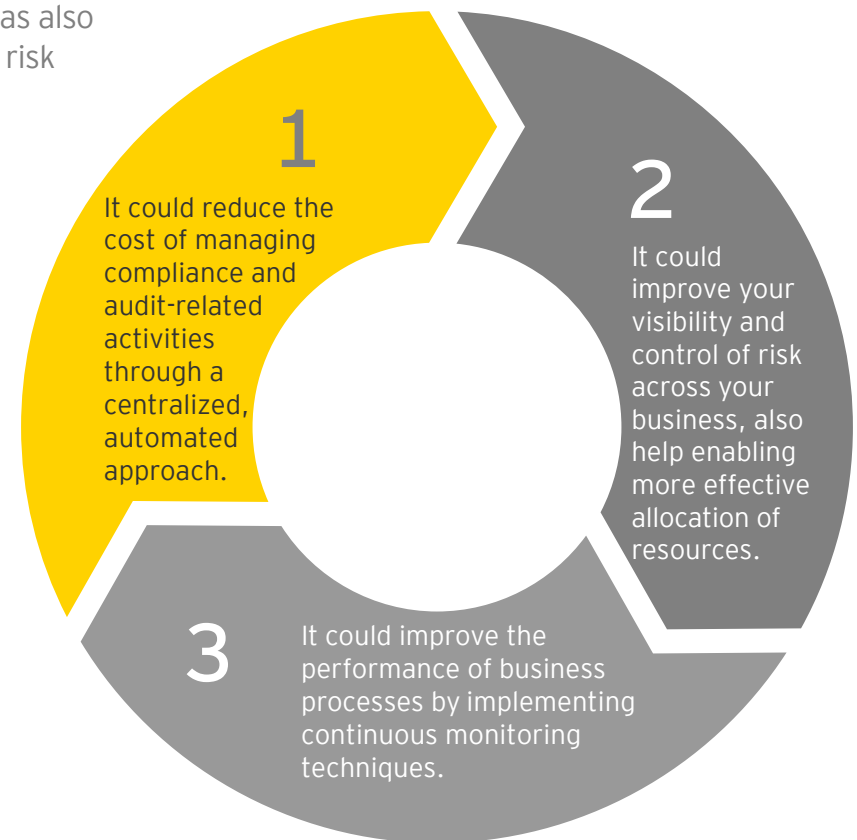 as also
risk
1
It could reduce the
cost of managing
compliance and
audit-related
activities
through a
centralized,
automated
approach.
2
It could
improve your
visibility and
control of risk
across your
business, also
help enabling
more effective
allocation of
resources.
3
It could improve the
performance of business
processes by implementing
continuous monitoring
techniques.